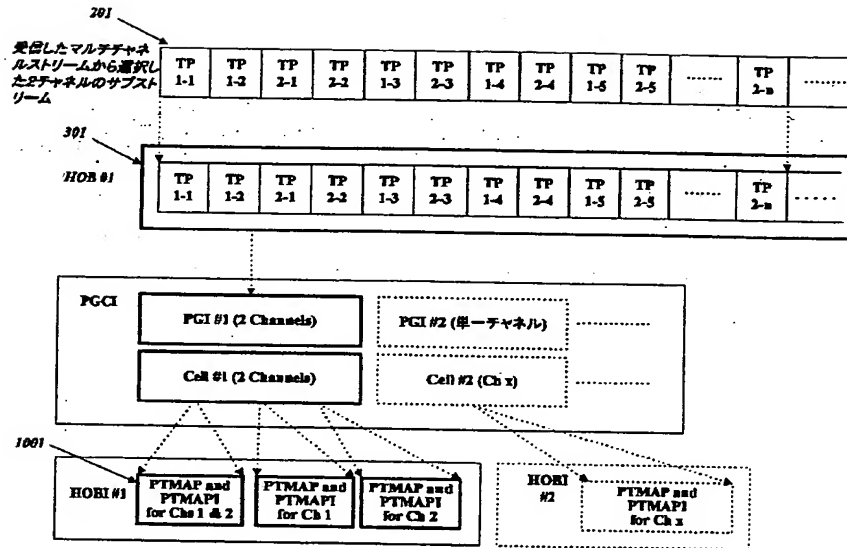 201
受信したマルチチャネ
ルストリームから選択し
た2チャネルのサブスト
リーム
TP 1-1 TP 1-2 TP 2-1 TP 2-2 TP 1-3 TP 2-3 TP 1-4 TP 2-4 TP 1-5 TP 2-5 ....... TP 2-n ........
301
HOB #1
TP 1-1 TP 1-2 TP 2-1 TP 2-2 TP 1-3 TP 2-3 TP 1-4 TP 2-4 TP 1-5 TP 2-5 ....... TP 2-n ......
PGCI
PGI #1 (2 Channels)
PGI #2 (単一チャネル)
Cell #1 (2 Channels)
Cell #2 (Ch x)
1001
HOBI #1
PTMAP and
PTMAPI
for Chs 1 & 2
PTMAP and
PTMAPI
for Ch 1
PTMAP and
PTMAPI
for Ch 2
HOBI
#2
PTMAP and
PTMAPI
for Ch x